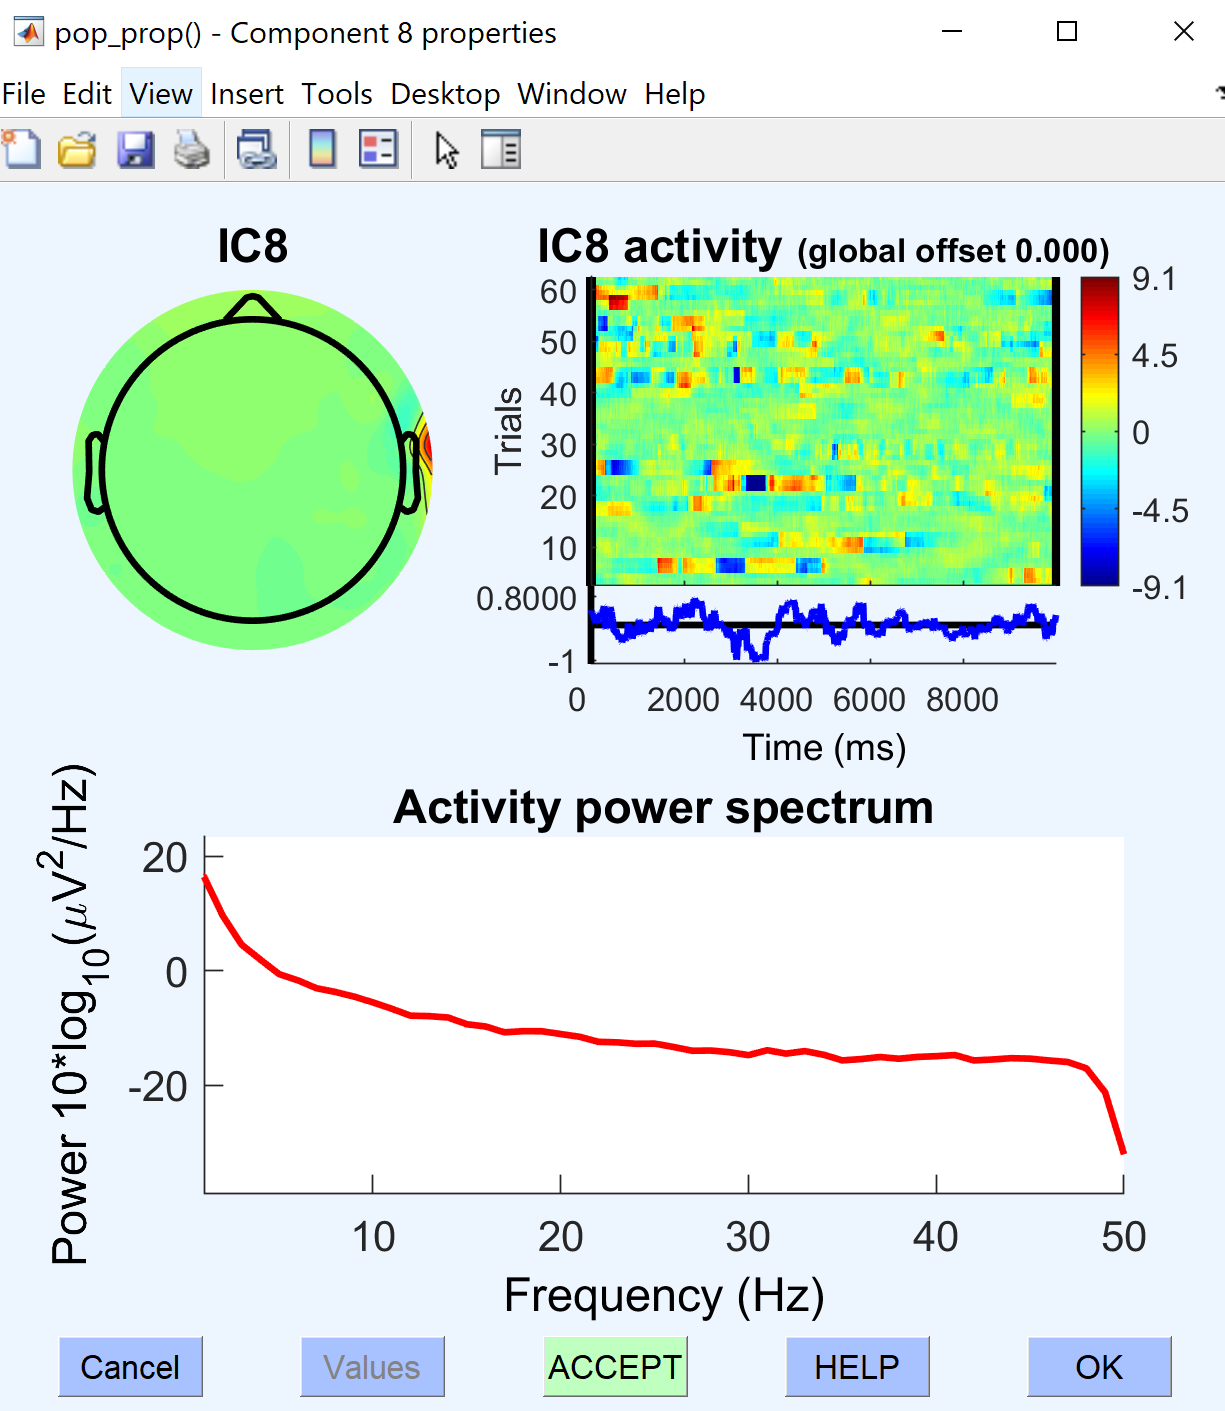 pop_prop() - Component 8 properties
File Edit View Insert Tools Desktop Window Help
IC8
IC8 activity (global offset 0.000)
60
50
40
30
20
10
Trials
9.1
4.5
0
-4.5
-9.1
0.8000
-1
0 2000 4000 6000 8000
Time (ms)
Activity power spectrum
Power 10*log10(μV2/Hz)
20
0
-20
10 20 30 40 50
Frequency (Hz)
Cancel Values ACCEPT HELP OK